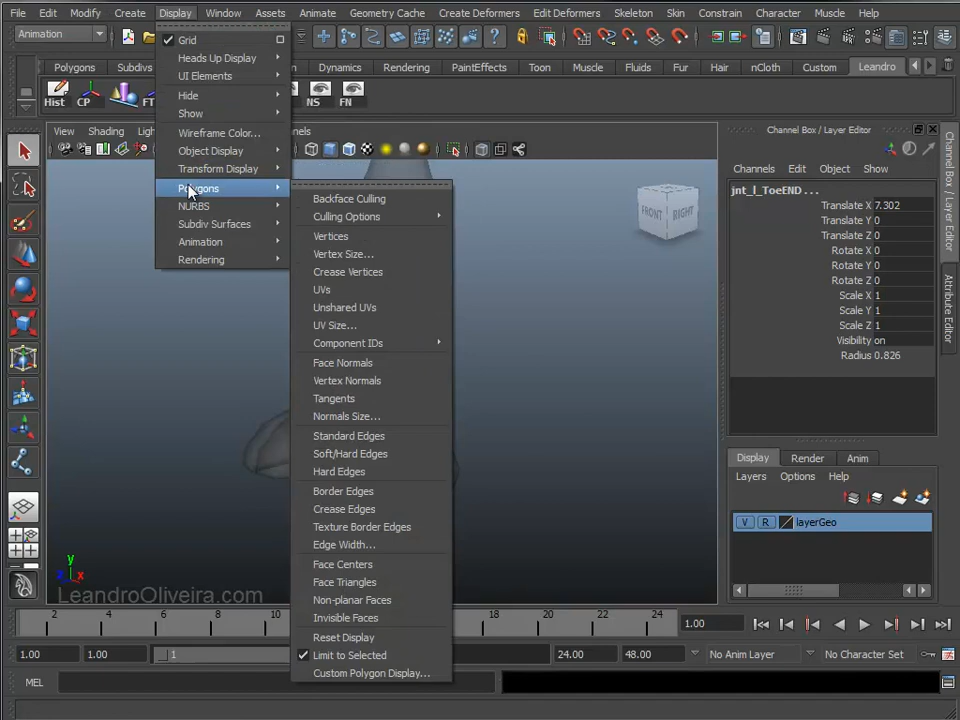 File Edit Modify Create Display Window Assets Animate Geometry Cache Create Deformers Edit Deformers Skeleton Skin Constrain Character Muscle Help
Animation
Polygons Subdivs Dynamics Rendering PaintEffects Toon Muscle Fluids Fur Hair nCloth Custom Leandro
Hist CP FT NS FN
View Shading Ligh nels
Grid
Heads Up Display
UI Elements
Hide
Show
Wireframe Color...
Object Display
Transform Display
Polygons
NURBS
Subdiv Surfaces
Animation
Rendering
Backface Culling
Culling Options
Vertices
Vertex Size...
Crease Vertices
UVs
Unshared UVs
UV Size...
Component IDs
Face Normals
Vertex Normals
Tangents
Normals Size...
Standard Edges
Soft/Hard Edges
Hard Edges
Border Edges
Crease Edges
Texture Border Edges
Edge Width...
Face Centers
Face Triangles
Non-planar Faces
Invisible Faces
Reset Display
Limit to Selected
Custom Polygon Display...
FRONT RIGHT
Channel Box / Layer Editor
Channels Edit Object Show
jnt_l_ToeEND...
Translate X 7.302
Translate Y 0
Translate Z 0
Rotate X 0
Rotate Y 0
Rotate Z 0
Scale X 1
Scale Y 1
Scale Z 1
Visibility on
Radius 0.826
Channel Box / Layer Editor
Attribute Editor
Display Render Anim
Layers Options Help
V R layerGeo
y
z x
LeandroOliveira.com
2 4 6 8 10 18 20 22 24 1.00
1.00 1.00 1 24.00 48.00 No Anim Layer No Character Set
MEL